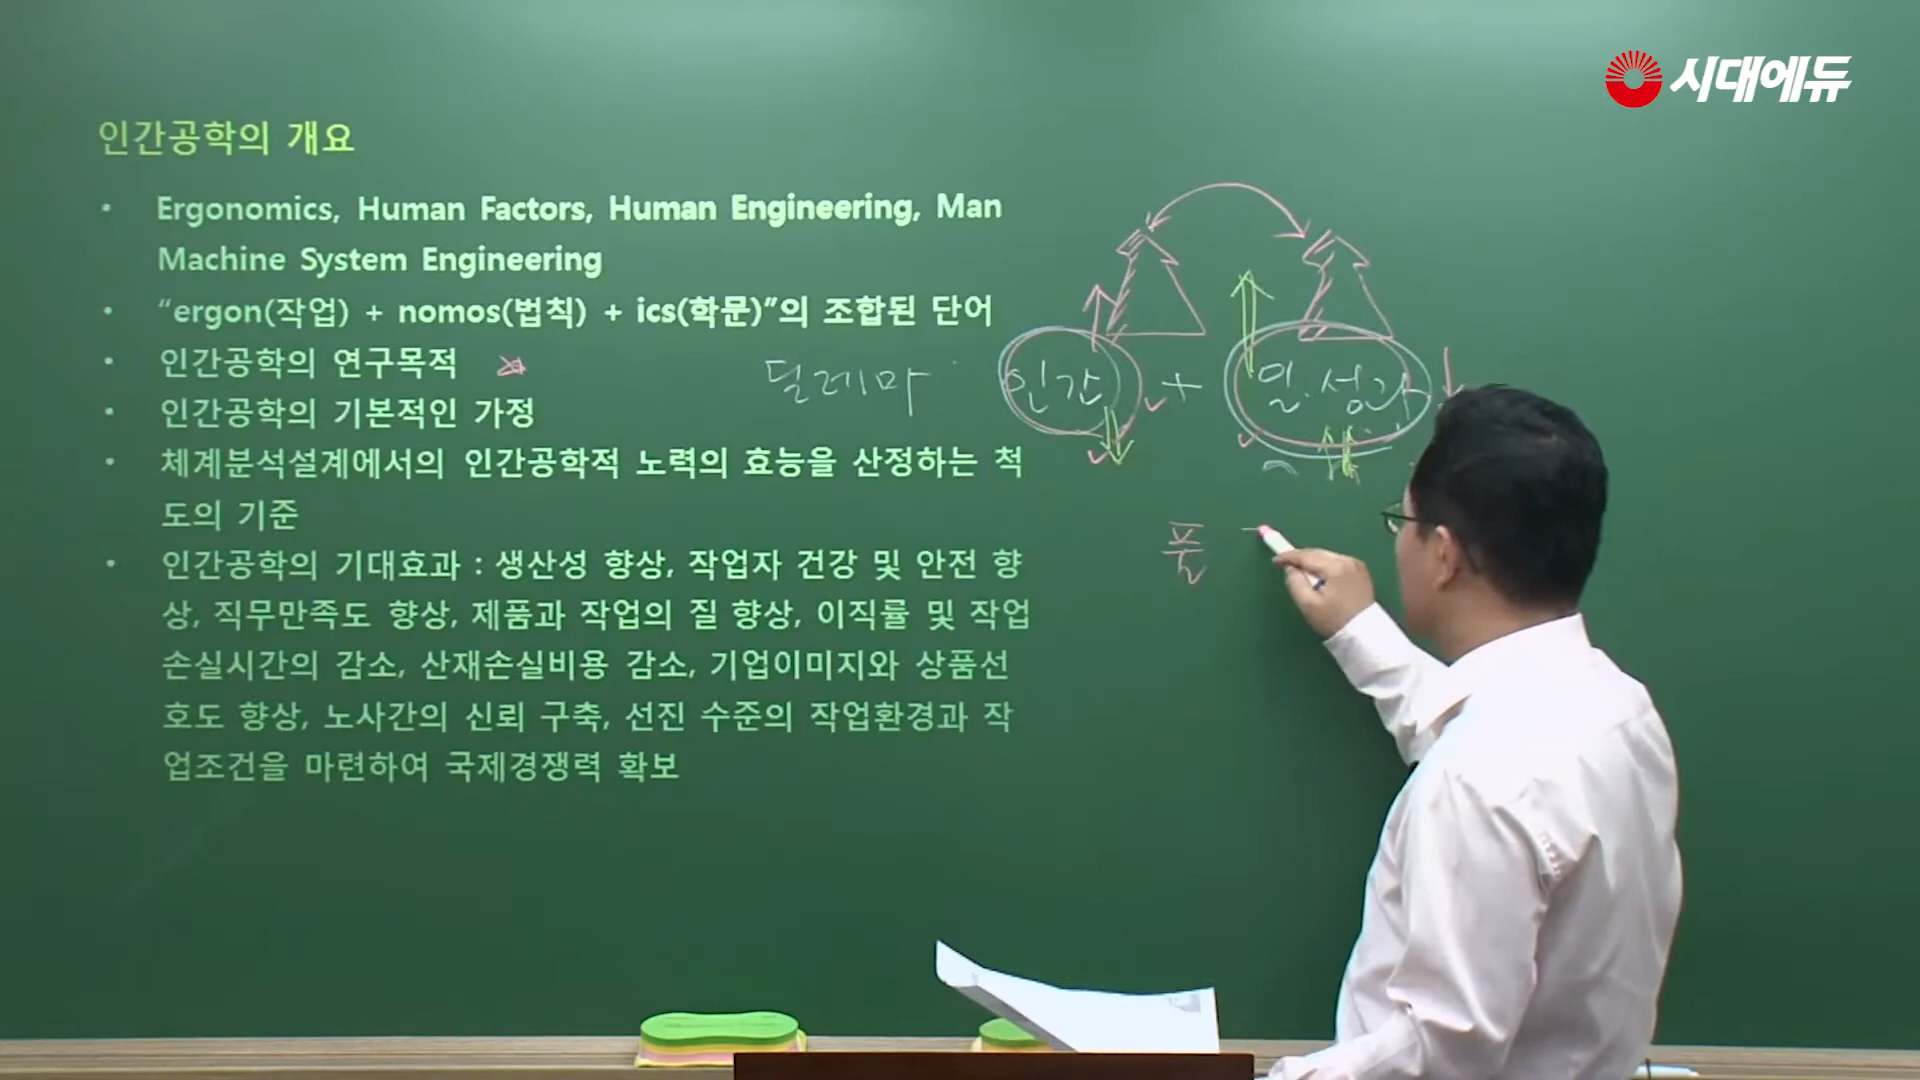 시대에듀
인간공학의 개요
• Ergonomics, Human Factors, Human Engineering, Man
Machine System Engineering
• “ergon(작업) + nomos(법칙) + ics(학문)”의 조합된 단어
• 인간공학의 연구목적
• 인간공학의 기본적인 가정
• 체계분석설계에서의 인간공학적 노력의 효능을 산정하는 척
도의 기준
• 인간공학의 기대효과 : 생산성 향상, 작업자 건강 및 안전 향
상, 직무만족도 향상, 제품과 작업의 질 향상, 이직률 및 작업
손실시간의 감소, 산재손실비용 감소, 기업이미지와 상품선
호도 향상, 노사간의 신뢰 구축, 선진 수준의 작업환경과 작
업조건을 마련하여 국제경쟁력 확보
딜레마
인간 + 일.성과